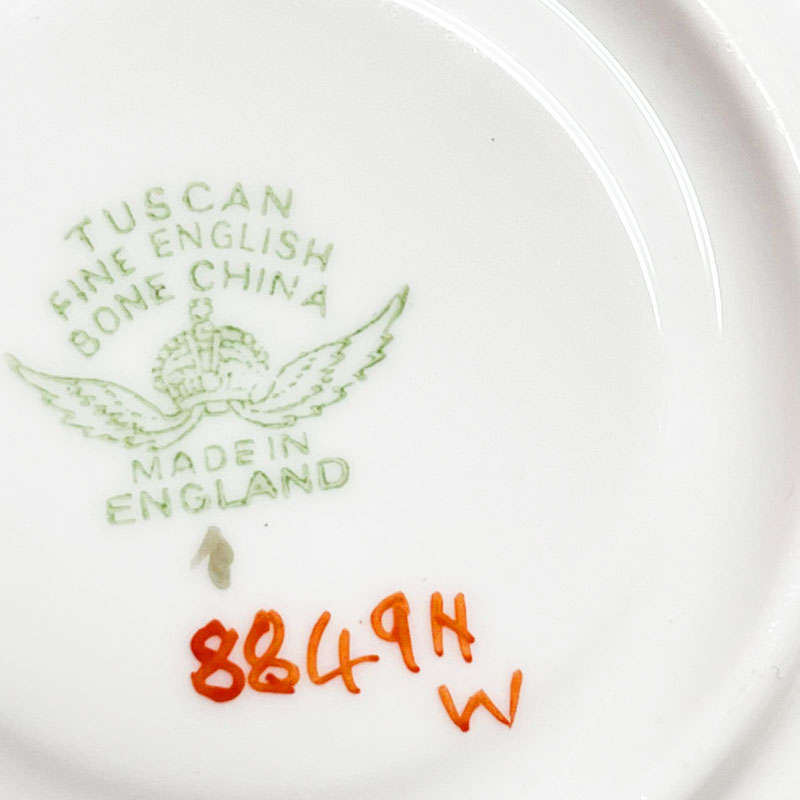 TUSCAN
FINE ENGLISH
BONE CHINA
MADE IN
ENGLAND
8849H
W